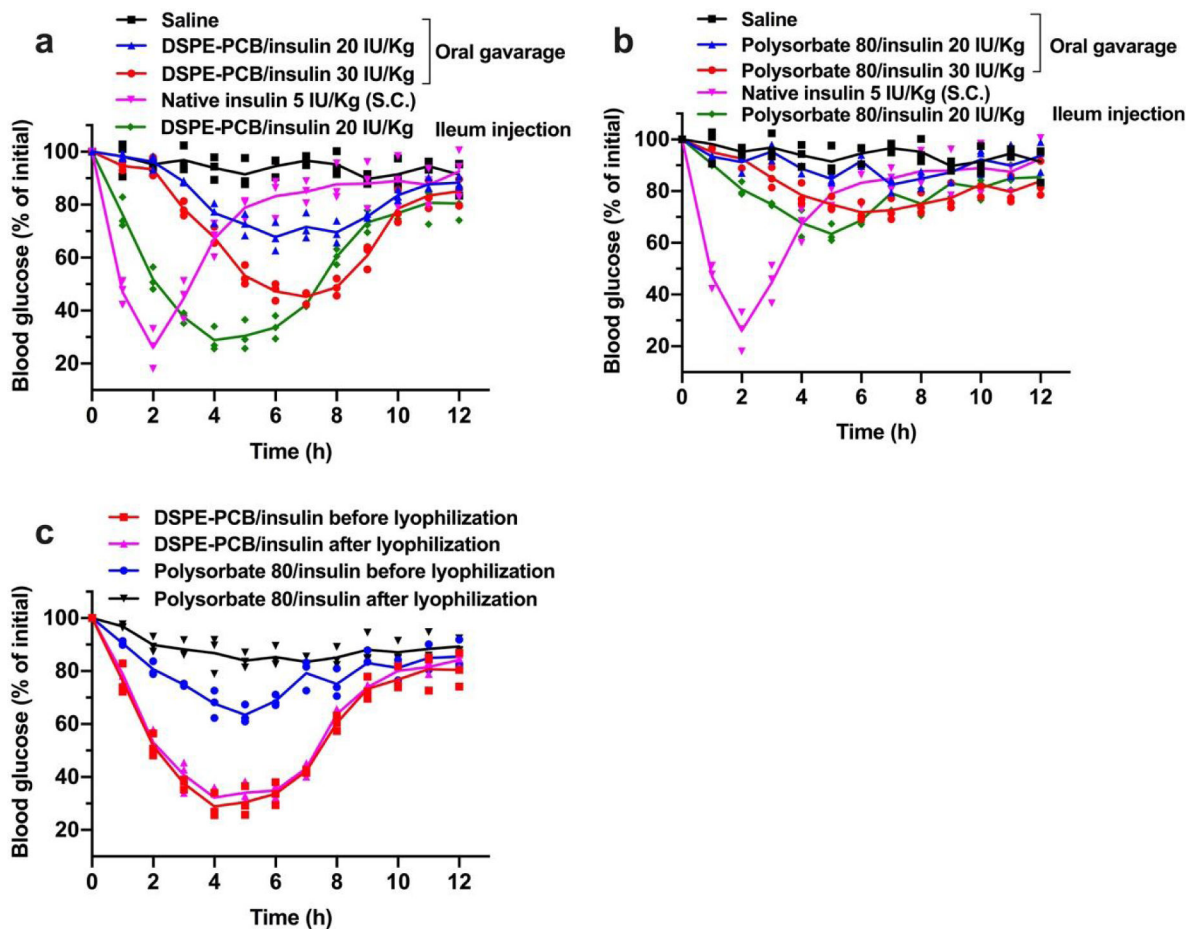 a
Saline
DSPE-PCB/insulin 20 IU/Kg
DSPE-PCB/insulin 30 IU/Kg
Oral gavarage
Native insulin 5 IU/Kg (S.C.)
DSPE-PCB/insulin 20 IU/Kg
Ileum injection
Blood glucose (% of initial)
100
80
60
40
20
0 2 4 6 8 10 12
Time (h)
b
Saline
Polysorbate 80/insulin 20 IU/Kg
Polysorbate 80/insulin 30 IU/Kg
Oral gavarage
Native insulin 5 IU/Kg (S.C.)
Polysorbate 80/insulin 20 IU/Kg
Ileum injection
Blood glucose (% of initial)
100
80
60
40
20
0 2 4 6 8 10 12
Time (h)
c
DSPE-PCB/insulin before lyophilization
DSPE-PCB/insulin after lyophilization
Polysorbate 80/insulin before lyophilization
Polysorbate 80/insulin after lyophilization
Blood glucose (% of initial)
100
80
60
40
20
0 2 4 6 8 10 12
Time (h)